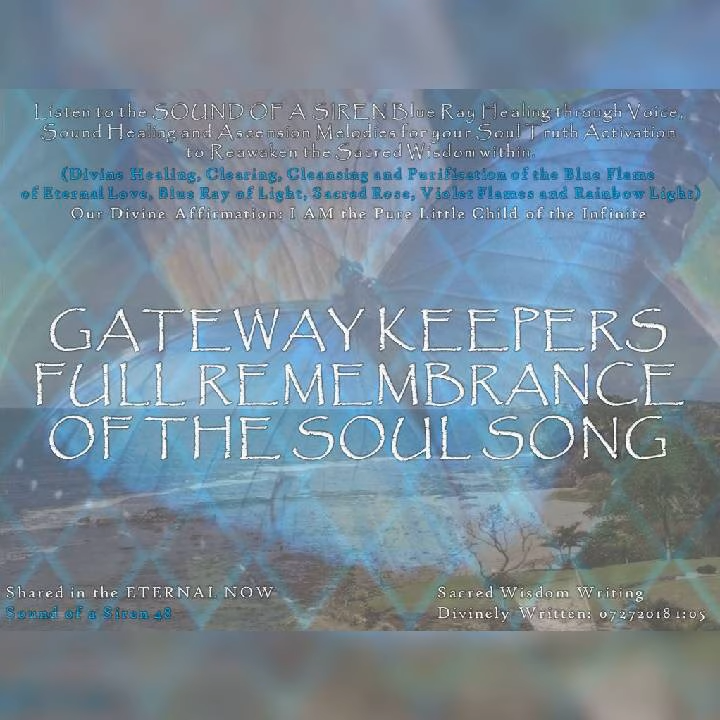 Listen to the SOUND OF A SIREN Blue Ray Healing through Voice,
Sound Healing and Ascension Melodies for your Soul Truth Activation
to Reawaken the Sacred Wisdom within.
(Divine Healing, Clearing, Cleansing and Purification of the Blue Flame
of Eternal Love, Blue Ray of Light, Sacred Rose, Violet Flames and Rainbow Light)
Our Divine Affirmation: I AM the Pure Little Child of the Infinite
GATEWAY KEEPERS
FULL REMEMBRANCE
OF THE SOUL SONG
Shared in the ETERNAL NOW
Sound of a Siren 48
Sacred Wisdom Writing
Divinely Written: 07272018 1:05